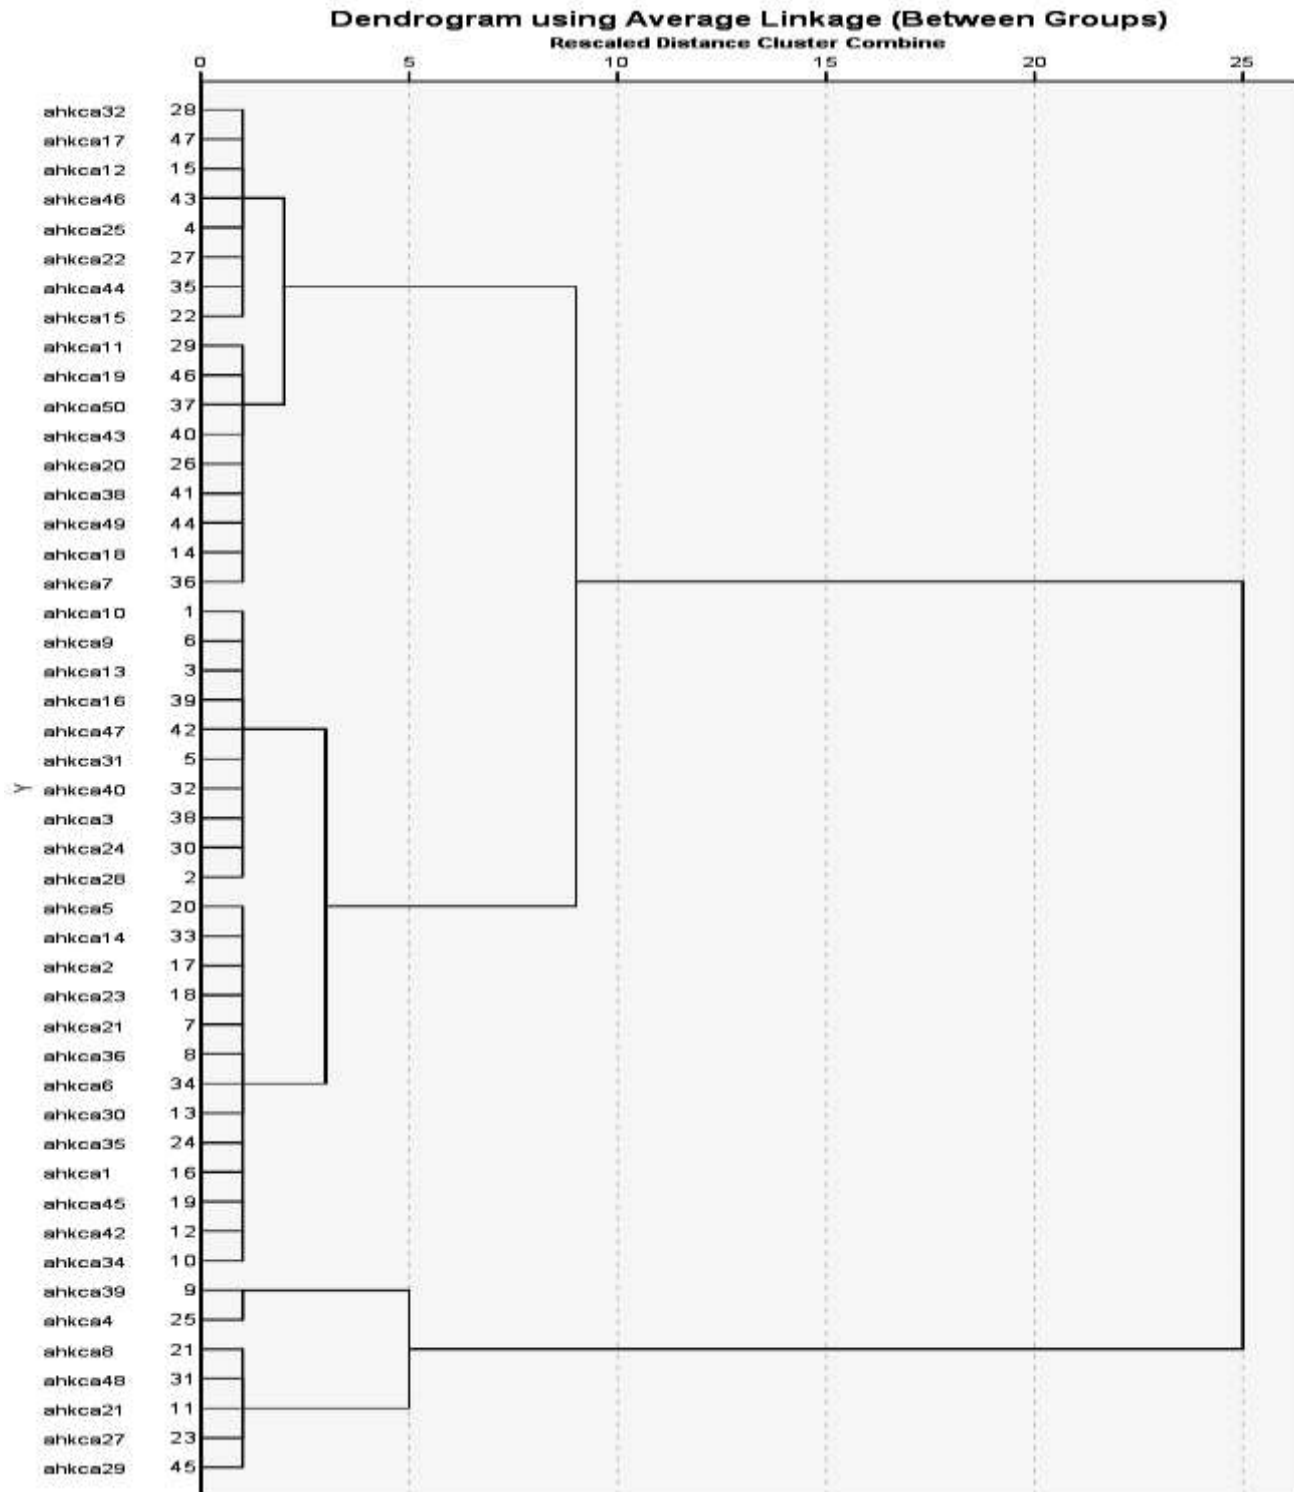 Dendrogram using Average Linkage (Between Groups)
Rescaled Distance Cluster Combine
0 5 10 15 20 25
ahkca32 28
ahkca17 47
ahkca12 15
ahkca46 43
ahkca25 4
ahkca22 27
ahkca44 35
ahkca15 22
ahkca11 29
ahkca19 46
ahkca50 37
ahkca43 40
ahkca20 26
ahkca38 41
ahkca49 44
ahkca18 14
ahkca7 36
ahkca10 1
ahkca9 6
ahkca13 3
ahkca16 39
ahkca47 42
ahkca31 5
Y ahkca40 32
ahkca3 38
ahkca24 30
ahkca28 2
ahkca5 20
ahkca14 33
ahkca2 17
ahkca23 18
ahkca21 7
ahkca36 8
ahkca6 34
ahkca30 13
ahkca35 24
ahkca1 16
ahkca45 19
ahkca42 12
ahkca34 10
ahkca39 9
ahkca4 25
ahkca8 21
ahkca48 31
ahkca21 11
ahkca27 23
ahkca29 45